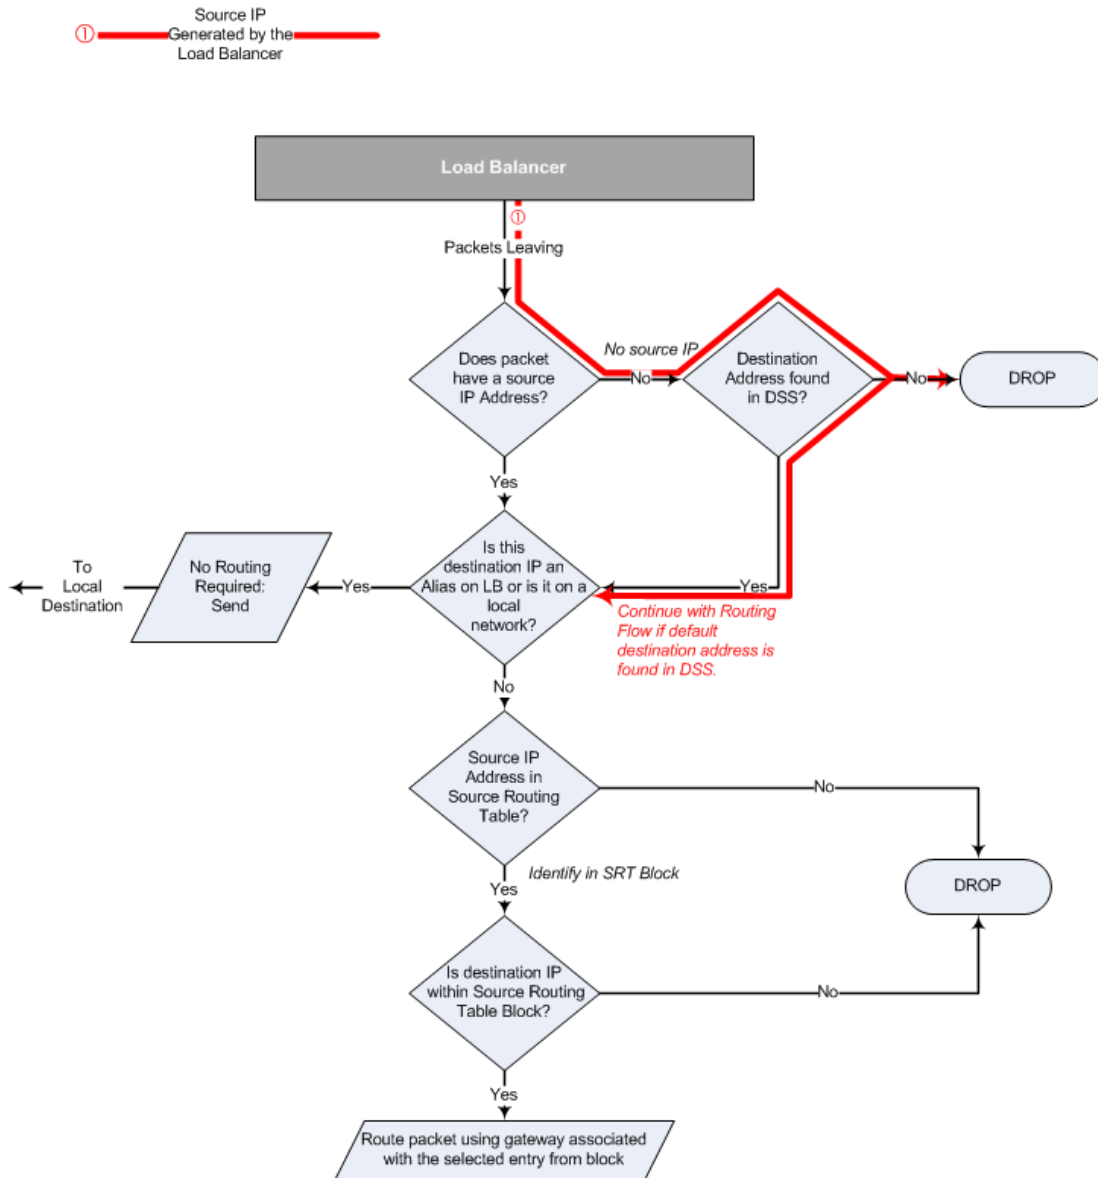 Source IP
① Generated by the
Load Balancer
Load Balancer
①
Packets Leaving
Does packet
have a source
IP Address?
No source IP
No
Destination
Address found
in DSS?
No
DROP
Yes
Yes
Is this
destination IP an
Alias on LB or is it on a
local
network?
Yes
No Routing
Required:
Send
To
Local
Destination
Continue with Routing
Flow if default
destination address is
found in DSS.
No
Source IP
Address in
Source Routing
Table?
No
Yes
Identify in SRT Block
DROP
Is destination IP
within Source Routing
Table Block?
No
Yes
Route packet using gateway associated
with the selected entry from block